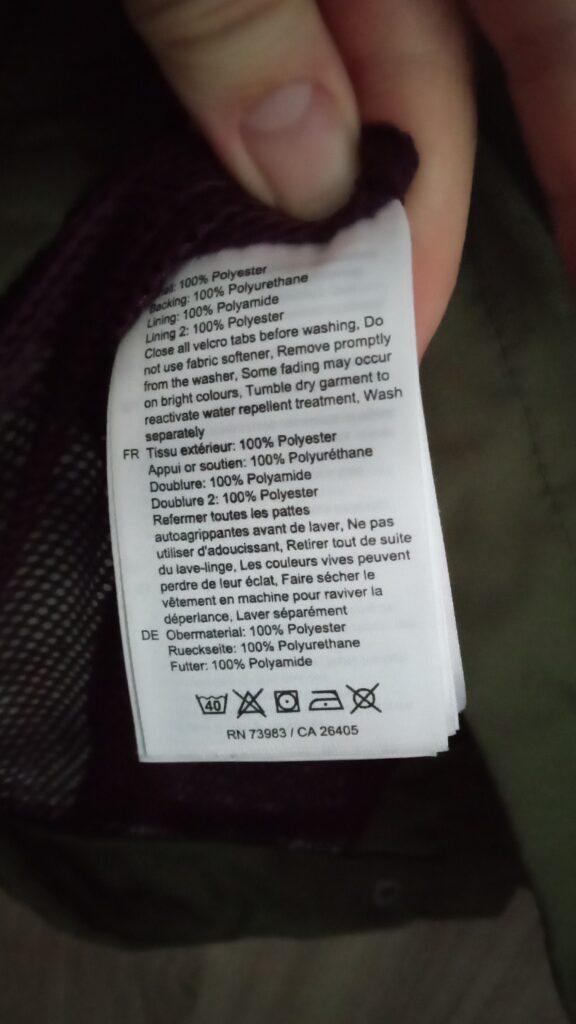 100% Polyester
Backing: 100% Polyurethane
Lining: 100% Polyamide
Lining 2: 100% Polyester
Close all velcro tabs before washing, Do
not use fabric softener, Remove promptly
from the washer, Some fading may occur
on bright colours, Tumble dry garment to
reactivate water repellent treatment, Wash
separately
FR Tissu extérieur: 100% Polyester
Appui or soutien: 100% Polyuréthane
Doublure: 100% Polyamide
Doublure 2: 100% Polyester
Refermer toutes les pattes
autoagrippantes avant de laver, Ne pas
utiliser d'adoucissant, Retirer tout de suite
du lave-linge, Les couleurs vives peuvent
perdre de leur éclat, Faire sécher le
vêtement en machine pour raviver la
déperlance, Laver séparément
DE Obermaterial: 100% Polyester
Rueckseite: 100% Polyurethane
Futter: 100% Polyamide
40
RN 73983 / CA 26405